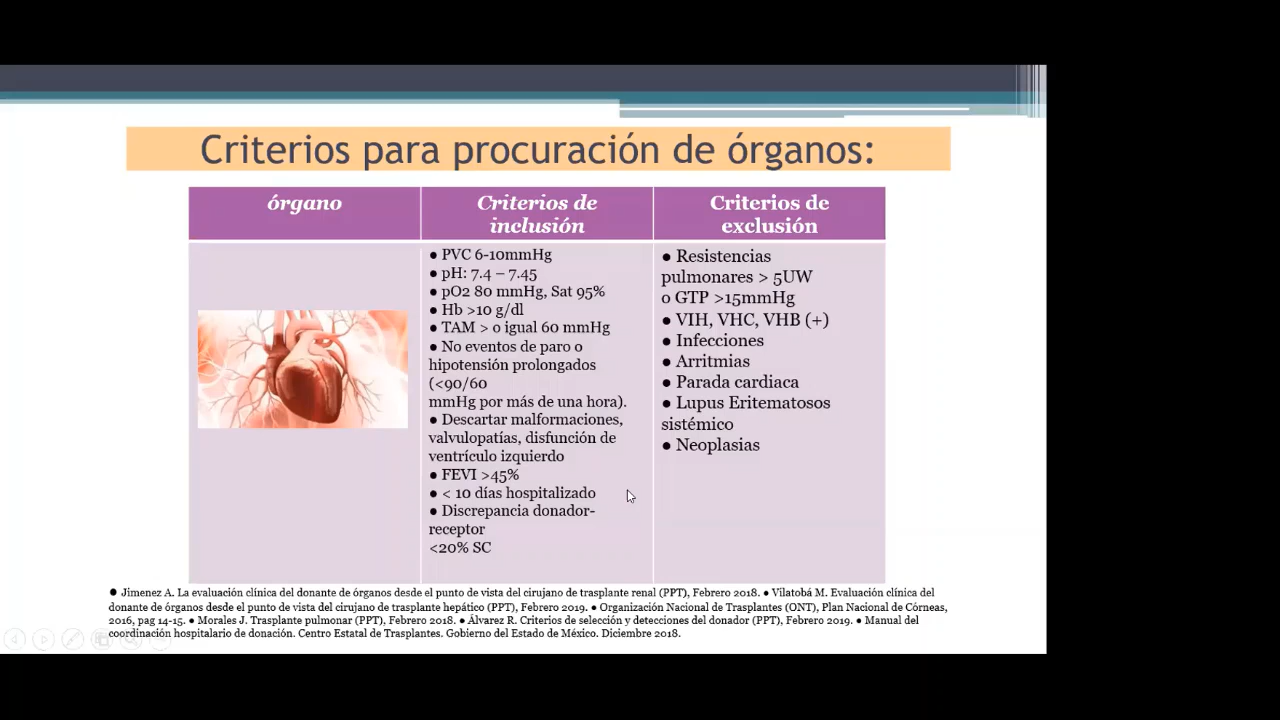 Criterios para procuración de órganos:
órgano
Criterios de
inclusión
Criterios de
exclusión
● PVC 6-10mmHg
● pH: 7.4 – 7.45
● pO2 80 mmHg, Sat 95%
● Hb >10 g/dl
● TAM > o igual 60 mmHg
● No eventos de paro o
hipotensión prolongados
(<90/60
mmHg por más de una hora).
● Descartar malformaciones,
valvulopatías, disfunción de
ventrículo izquierdo
● FEVI >45%
● < 10 días hospitalizado
● Discrepancia donador-
receptor
<20% SC
● Resistencias
pulmonares > 5UW
o GTP >15mmHg
● VIH, VHC, VHB (+)
● Infecciones
● Arritmias
● Parada cardiaca
● Lupus Eritematosos
sistémico
● Neoplasias
● Jimenez A. La evaluación clínica del donante de órganos desde el punto de vista del cirujano de trasplante renal (PPT), Febrero 2018. ● Vilatobá M. Evaluación clínica del
donante de órganos desde el punto de vista del cirujano de trasplante hepático (PPT), Febrero 2019. ● Organización Nacional de Trasplantes (ONT), Plan Nacional de Córneas,
2016, pag 14-15. ● Morales J. Trasplante pulmonar (PPT), Febrero 2018. ● Álvarez R. Criterios de selección y detecciones del donador (PPT), Febrero 2019. ● Manual del
coordinación hospitalario de donación. Centro Estatal de Trasplantes. Gobierno del Estado de México. Diciembre 2018.